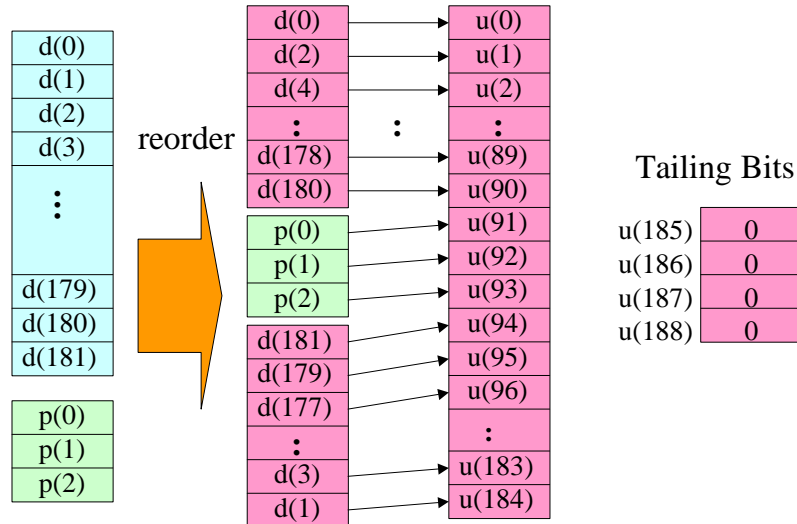 d(0)
d(1)
d(2)
d(3)
⋮
d(179)
d(180)
d(181)
p(0)
p(1)
p(2)
reorder
d(0)
d(2)
d(4)
:
d(178)
d(180)
p(0)
p(1)
p(2)
d(181)
d(179)
d(177)
:
d(3)
d(1)
:
u(0)
u(1)
u(2)
:
u(89)
u(90)
u(91)
u(92)
u(93)
u(94)
u(95)
u(96)
:
u(183)
u(184)
Tailing Bits
u(185) 0
u(186) 0
u(187) 0
u(188) 0